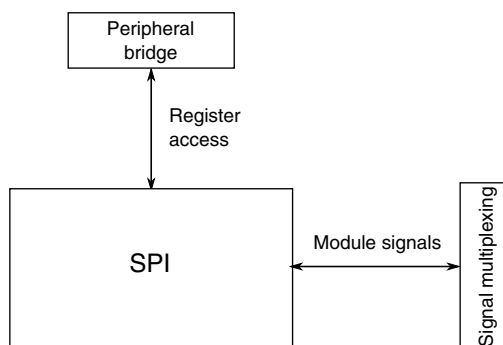 Peripheral
bridge
Register
access
SPI
Module signals
Signal multiplexing